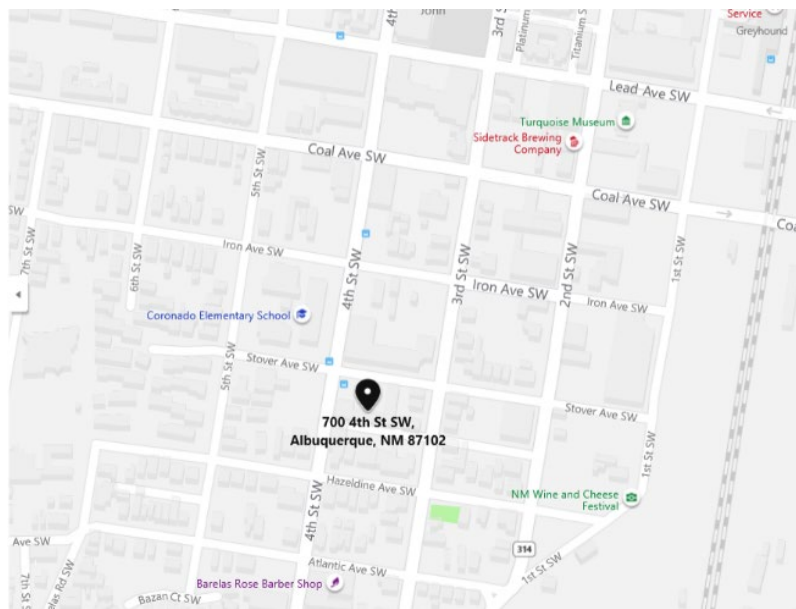 John
Service
Greyhound
4th St SW
3rd St SW
Platinum
Titanium St
Lead Ave SW
Turquoise Museum
Sidetrack Brewing
Company
Coal Ave SW
5th St SW
Coal Ave SW
SW
7th St SW
6th St SW
Iron Ave SW
4th St SW
3rd St SW
2nd St SW
1st St SW
Iron Ave SW
Iron Ave SW
Coronado Elementary School
Stover Ave SW
5th St SW
700 4th St SW,
Albuquerque, NM 87102
Stover Ave SW
1st St SW
Hazeldine Ave SW
NM Wine and Cheese
Festival
4th St SW
Ave SW
314
1st St SW
Atlantic Ave SW
Barelas Rose Barber Shop
Bazan Ct SW